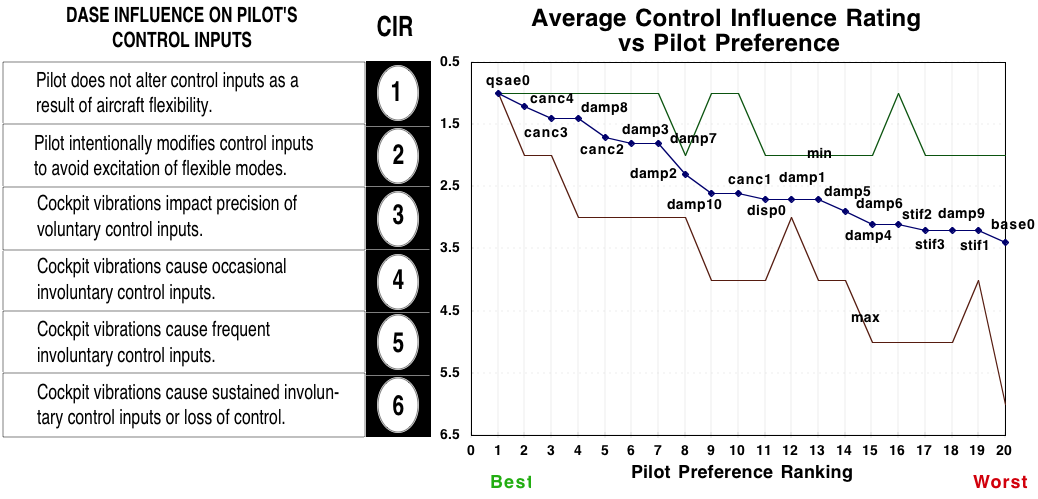 DASE INFLUENCE ON PILOT'S
CONTROL INPUTS
CIR
Pilot does not alter control inputs as a
result of aircraft flexibility.
1
Pilot intentionally modifies control inputs
to avoid excitation of flexible modes.
2
Cockpit vibrations impact precision of
voluntary control inputs.
3
Cockpit vibrations cause occasional
involuntary control inputs.
4
Cockpit vibrations cause frequent
involuntary control inputs.
5
Cockpit vibrations cause sustained involun-
tary control inputs or loss of control.
6
Average Control Influence Rating
vs Pilot Preference
0.5
1.5
2.5
3.5
4.5
5.5
6.5
qsae0
canc4
canc3
damp8
canc2
damp3
damp7
damp2
damp10
canc1
disp0
damp1
damp5
damp4
damp6
stif2
stif3
damp9
stif1
base0
min
max
0 1 2 3 4 5 6 7 8 9 10 11 12 13 14 15 16 17 18 19 20
Pilot Preference Ranking
Best
Worst